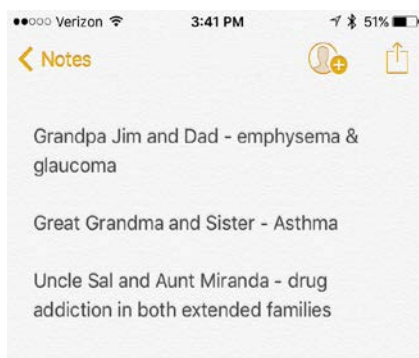 Verizon 3:41 PM 51%
Notes
Grandpa Jim and Dad - emphysema &
glaucoma
Great Grandma and Sister - Asthma
Uncle Sal and Aunt Miranda - drug
addiction in both extended families